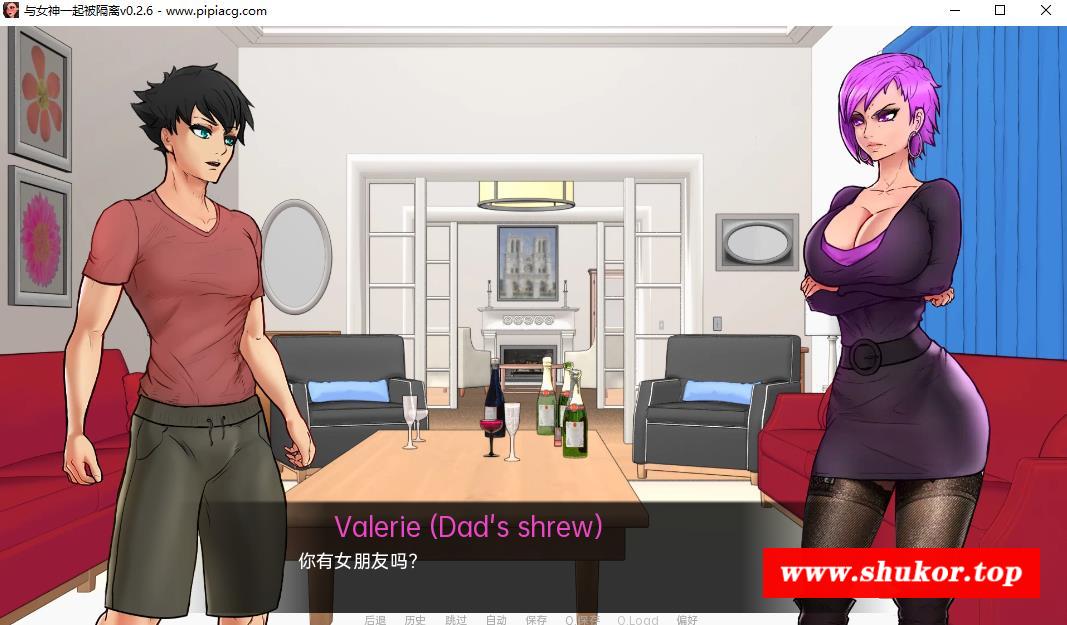 与女神一起被隔离v0.2.6 - www.pipiacg.com
Valerie (Dad's shrew)
你有女朋友吗?
www.shukor.top
后退 历史 跳过 自动 保存 Q.保存 Q.Load 偏好